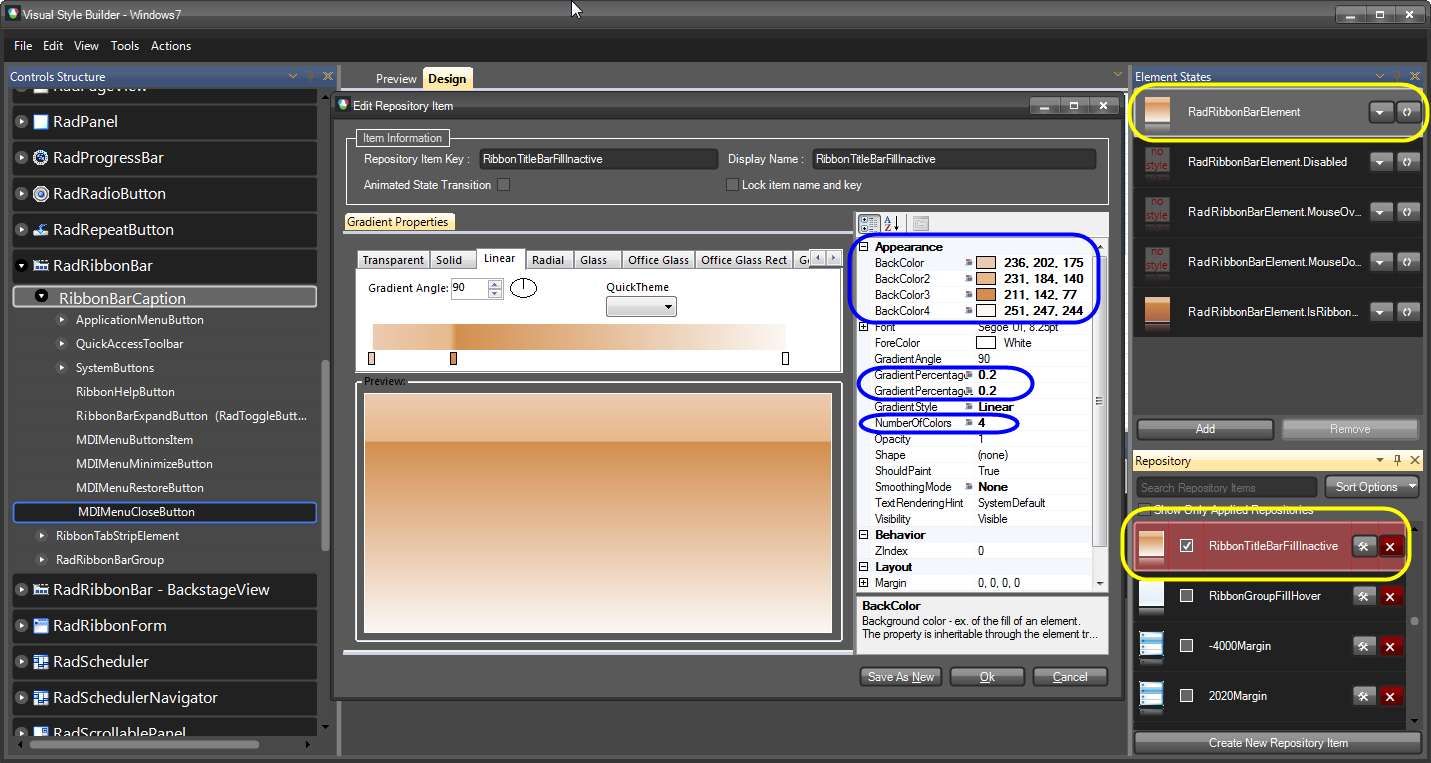 Visual Style Builder - Windows7
File Edit View Tools Actions
Controls Structure
RadPageView
RadPanel
RadProgressBar
RadRadioButton
RadRepeatButton
RadRibbonBar
RibbonBarCaption
ApplicationMenuButton
QuickAccessToolbar
SystemButtons
RibbonHelpButton
RibbonBarExpandButton (RadToggleButt...
MDIMenuButtonsItem
MDIMenuMinimizeButton
MDIMenuRestoreButton
MDIMenuCloseButton
RibbonTabStripElement
RadRibbonBarGroup
RadRibbonBar - BackstageView
RadRibbonForm
RadScheduler
RadSchedulerNavigator
RadScrollablePanel
Preview Design
Edit Repository Item
Item Information
Repository Item Key : RibbonTitleBarFillInactive Display Name : RibbonTitleBarFillInactive
Animated State Transition Lock item name and key
Gradient Properties
Transparent Solid Linear Radial Glass Office Glass Office Glass Rect
Gradient Angle: 90 QuickTheme
Preview:
Appearance
BackColor 236, 202, 175
BackColor2 231, 184, 140
BackColor3 211, 142, 77
BackColor4 251, 247, 244
Font Segoe UI, 8.25pt
ForeColor White
GradientAngle 90
GradientPercentage 0.2
GradientPercentage 0.2
GradientStyle Linear
NumberOfColors 4
Opacity 1
Shape (none)
ShouldPaint True
SmoothingMode None
TextRenderingHint SystemDefault
Visibility Visible
Behavior
ZIndex 0
Layout
Margin 0, 0, 0, 0
BackColor
Background color - ex. of the fill of an element.
The property is inheritable through the element tr...
Save As New Ok Cancel
Element States
RadRibbonBarElement
no style RadRibbonBarElement.Disabled
no style RadRibbonBarElement.MouseOv...
no style RadRibbonBarElement.MouseDo...
RadRibbonBarElement.IsRibbon...
Add Remove
Repository
Search Repository Items Sort Options
Show Only Applied Repositories
RibbonTitleBarFillInactive
RibbonGroupFillHover
-4000Margin
2020Margin
Create New Repository Item